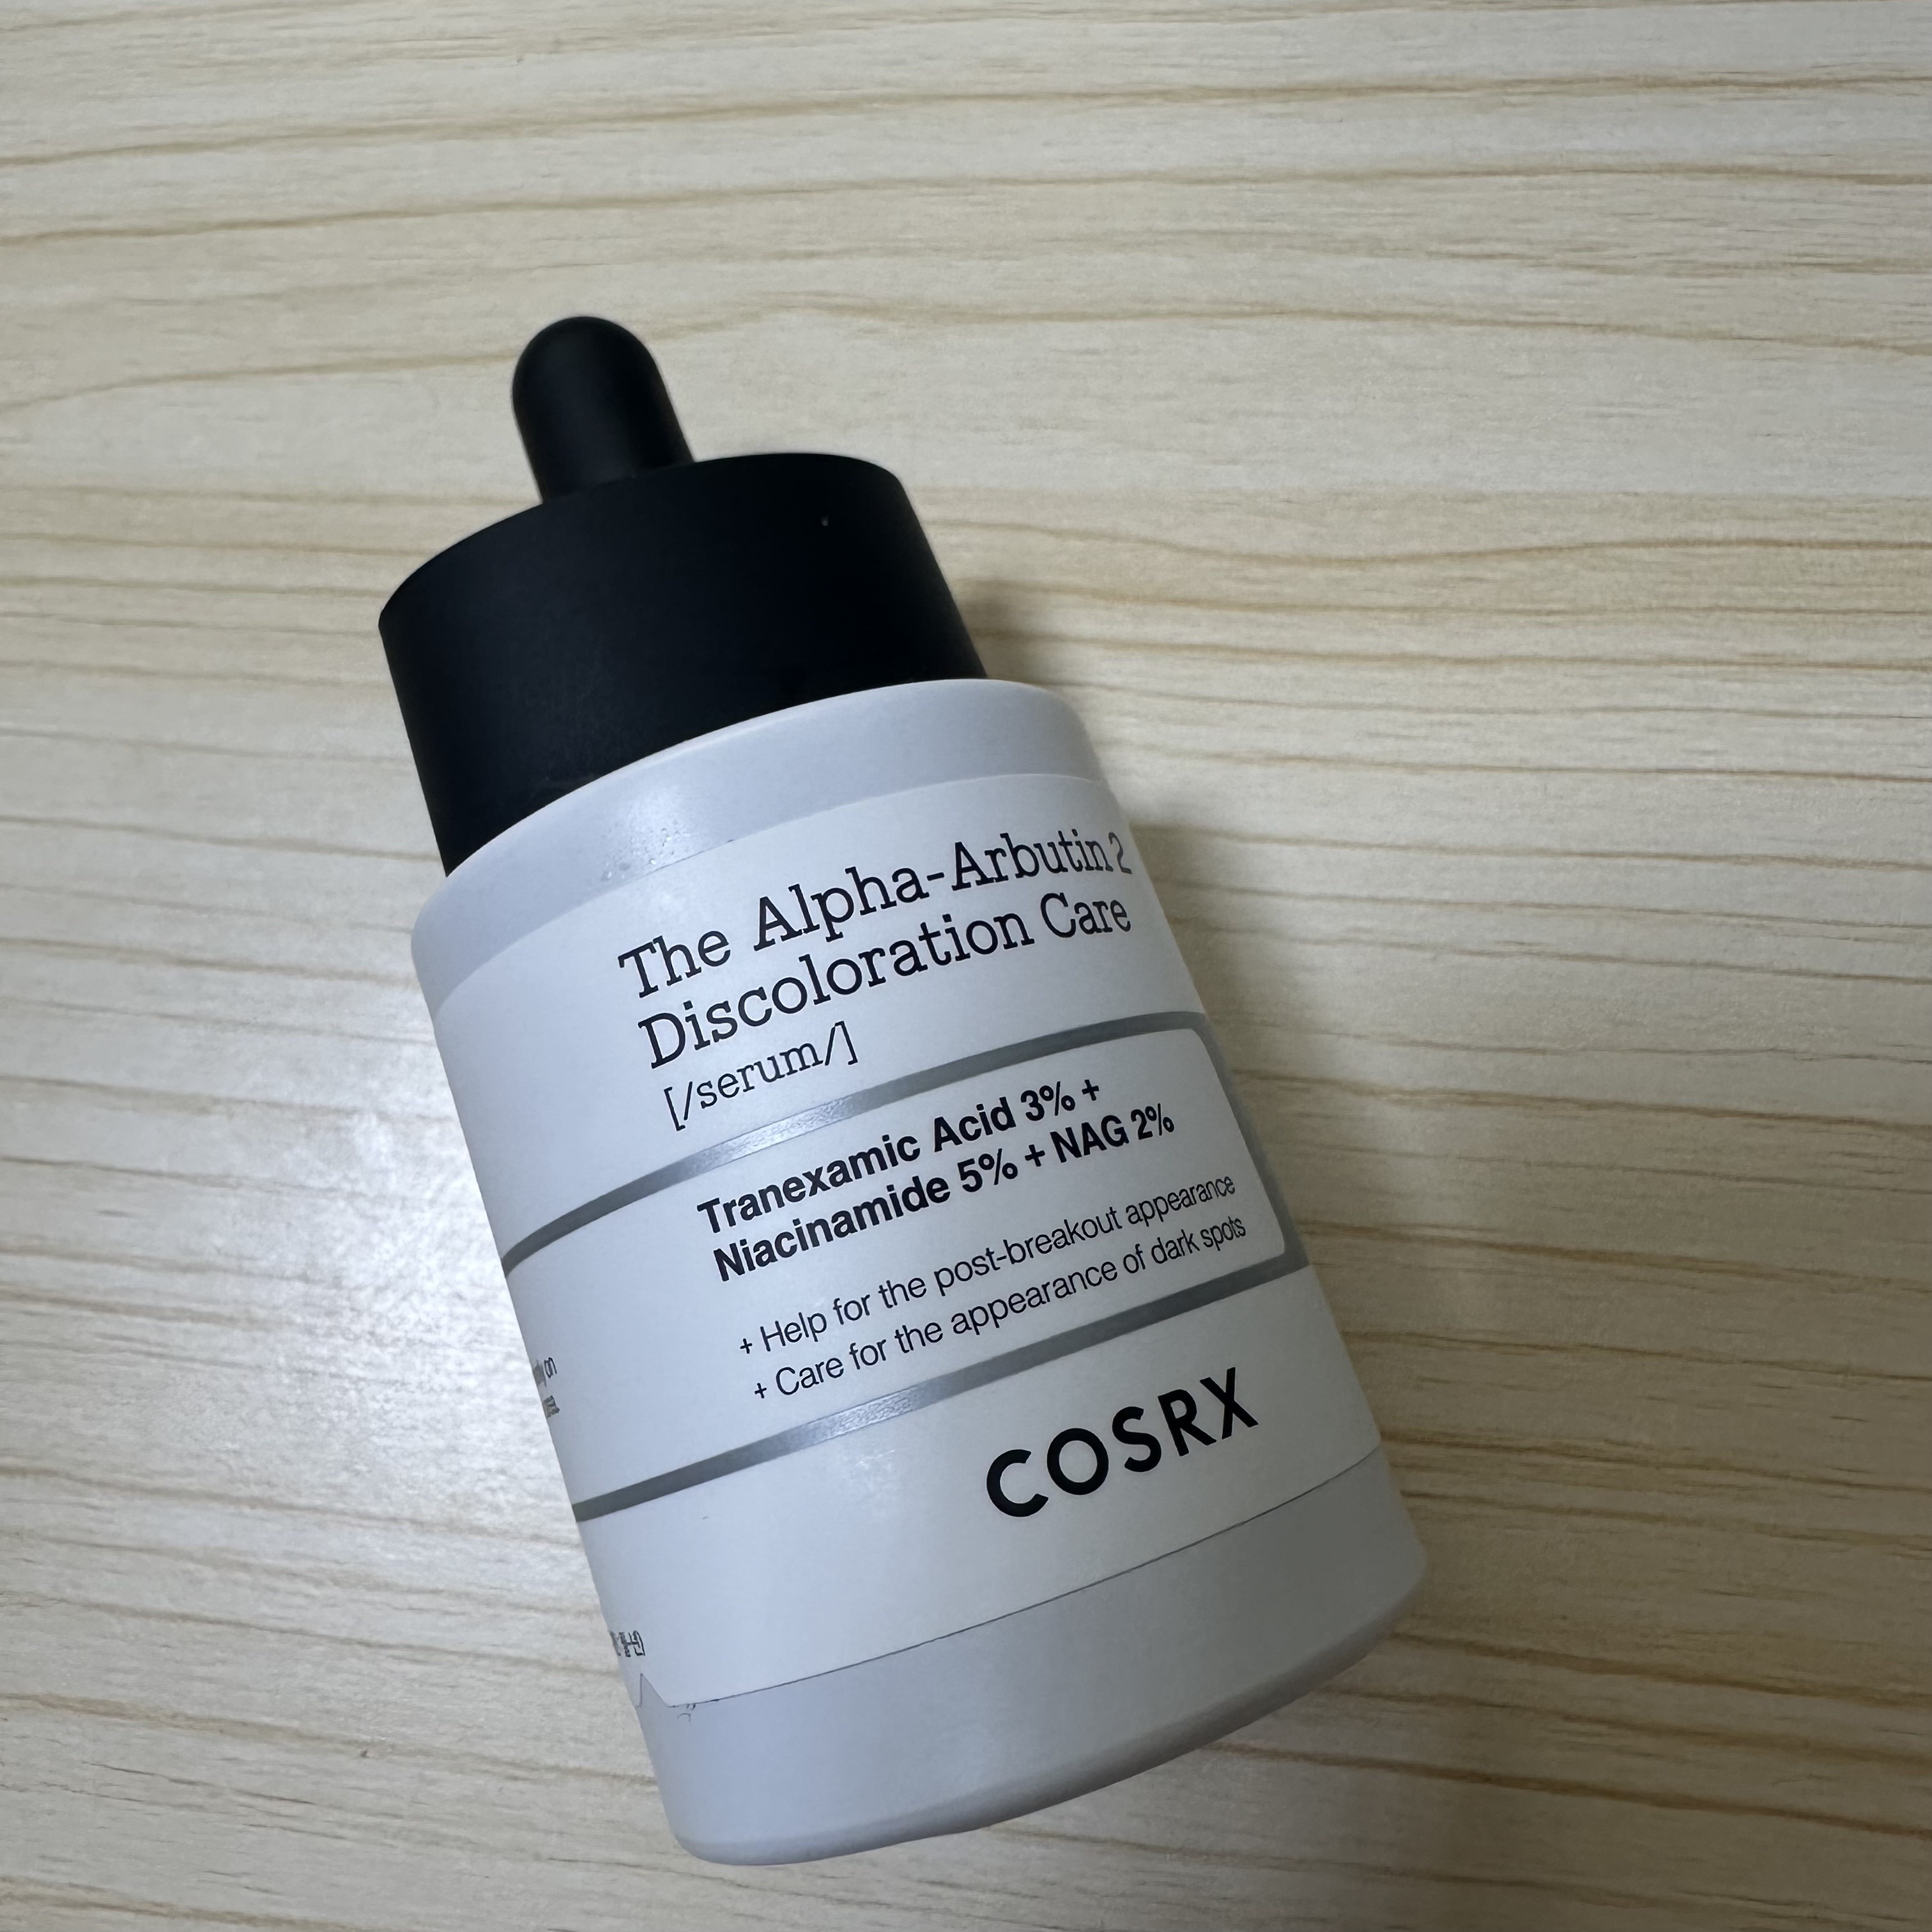 The Alpha-Arbutin 2
Discoloration Care
[/serum/]
Tranexamic Acid 3% +
Niacinamide 5% + NAG 2%
+ Help for the post-breakout appearance
+ Care for the appearance of dark spots
COSRX